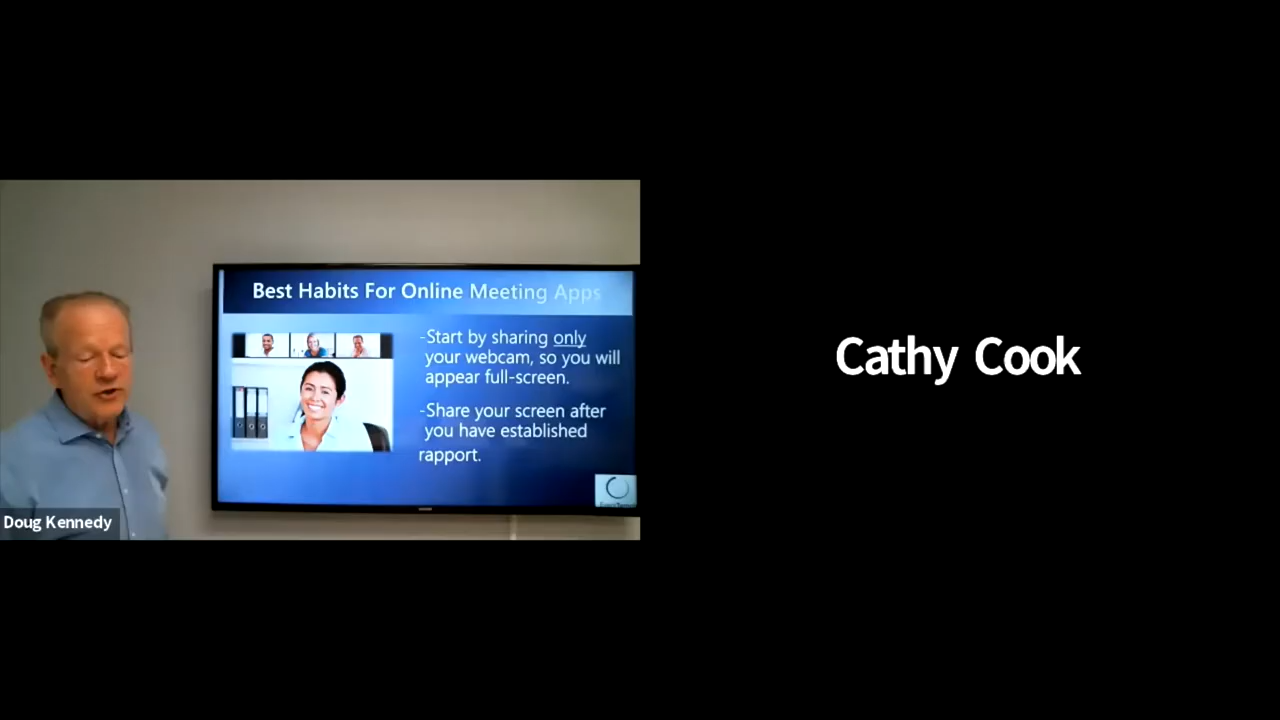 Best Habits For Online Meeting Apps
-Start by sharing only
your webcam, so you will
appear full-screen.
-Share your screen after
you have established
rapport.
Doug Kennedy
Cathy Cook